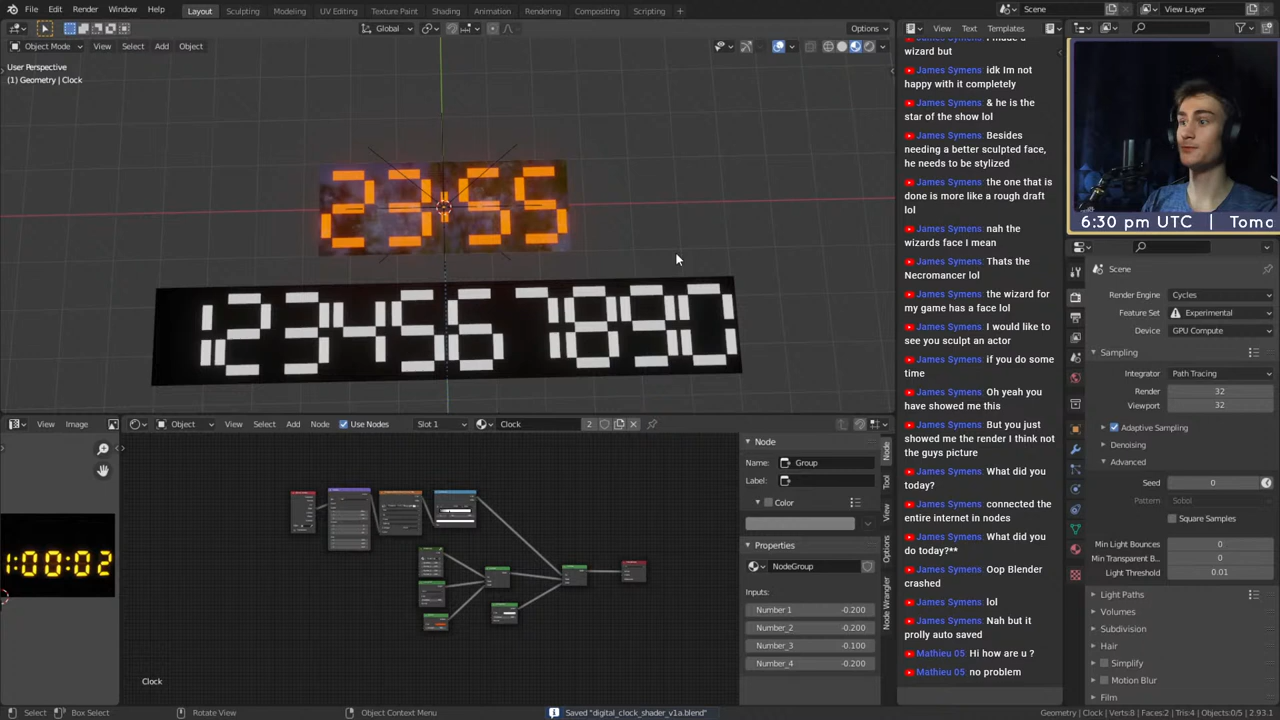 File Edit Render Window Help Layout Sculpting Modeling UV Editing Texture Paint Shading Animation Rendering Compositing Scripting + Scene View Layer
Global Options View Text Templates
Object Mode View Select Add Object
User Perspective
(1) Geometry | Clock
23:55
1234567890
wizard but
James Symens: idk Im not
happy with it completely
James Symens: & he is the
star of the show lol
James Symens: Besides
needing a better sculpted face,
he needs to be stylized
James Symens: the one that is
done is more like a rough draft
lol
James Symens: nah the
wizards face I mean
James Symens: Thats the
Necromancer lol
James Symens: the wizard for
my game has a face lol
James Symens: I would like to
see you sculpt an actor
James Symens: if you do some
time
James Symens: Oh yeah you
have showed me this
James Symens: But you just
showed me the render I think not
the guys picture
James Symens: What did you
today?
James Symens: connected the
entire internet in nodes
James Symens: What did you
do today?**
James Symens: Oop Blender
crashed
James Symens: lol
James Symens: Nah but it
prolly auto saved
Mathieu 05 Hi how are u ?
Mathieu 05 no problem
6:30 pm WUTC | Tomo
Scene
Render Engine Cycles
Feature Set Experimental
Device GPU Compute
Sampling
Integrator Path Tracing
Render 32
Viewport 32
Adaptive Sampling
Denoising
Advanced
Seed 0
Pattern Sobol
Square Samples
Min Light Bounces 0
Min Transparent B... 0
Light Threshold 0.01
Light Paths
Volumes
Subdivision
Hair
Simplify
Motion Blur
Film
View Image
1:00:02
Object View Select Add Node Use Nodes Slot 1 Clock 2
Clock
Node
Name: Group
Label:
Color
Properties
NodeGroup
Inputs:
Number 1 -0.200
Number_2 -0.200
Number_3 -0.100
Number_4 -0.200
Node
Tool
View
Options
Node Wrangler
Select Box Select Rotate View Object Context Menu Saved "digital_clock_shader_v1a.blend" Geometry | Clock | Verts:8 | Faces:2 | Tris:4 | Objects:0/5 | 2.93.1